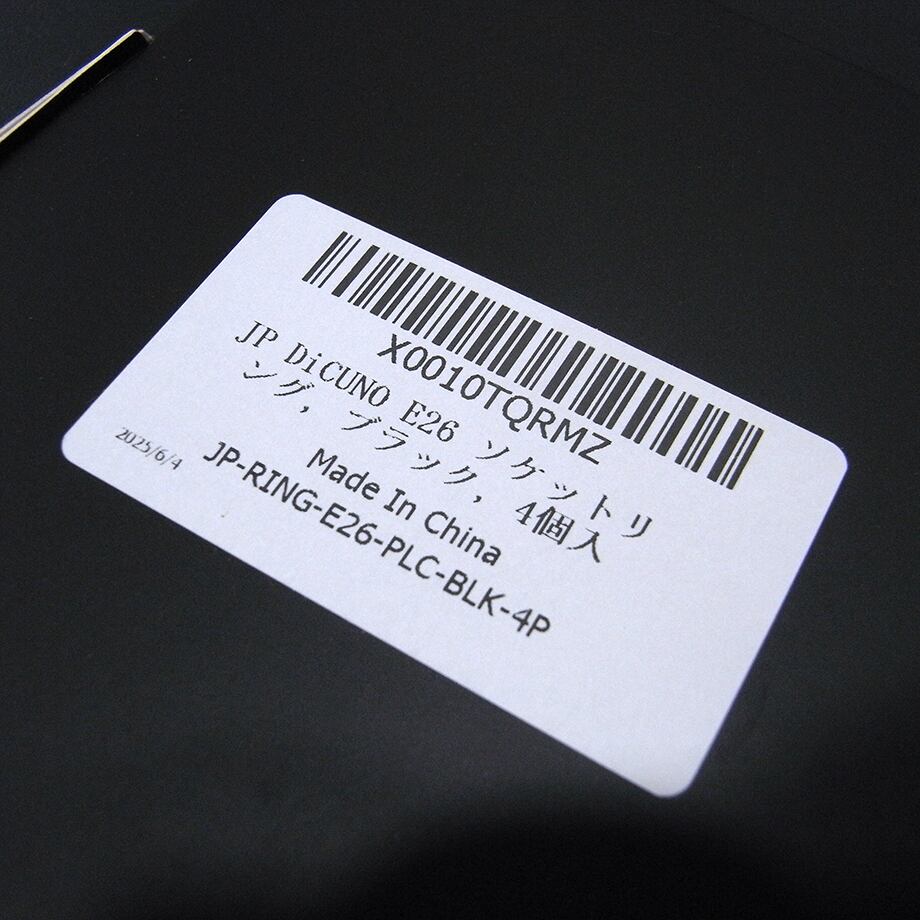 X0010TQRMZ
JP DiCUNO E26 ソケットリ
ング, ブラック, 4個入
Made In China
2025/6/4
JP-RING-E26-PLC-BLK-4P